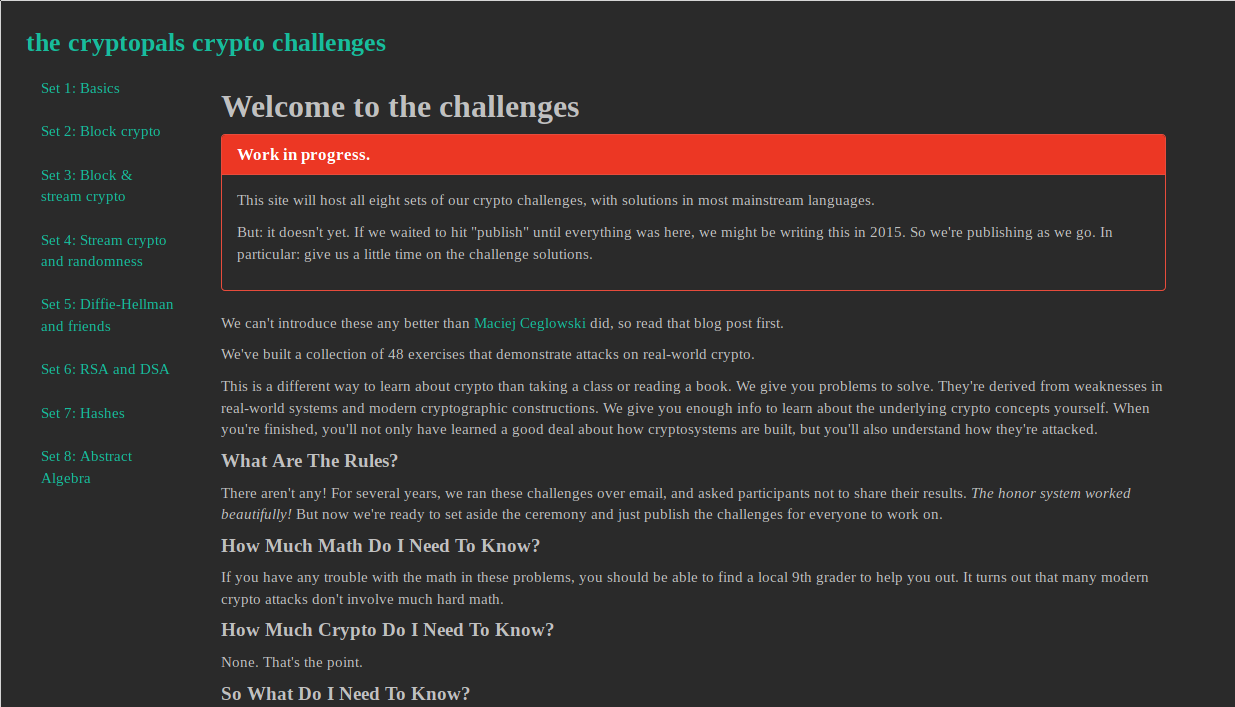 the cryptopals crypto challenges
Set 1: Basics
Set 2: Block crypto
Set 3: Block &
stream crypto
Set 4: Stream crypto
and randomness
Set 5: Diffie-Hellman
and friends
Set 6: RSA and DSA
Set 7: Hashes
Set 8: Abstract
Algebra
Welcome to the challenges
Work in progress.
This site will host all eight sets of our crypto challenges, with solutions in most mainstream languages.
But: it doesn't yet. If we waited to hit "publish" until everything was here, we might be writing this in 2015. So we're publishing as we go. In
particular: give us a little time on the challenge solutions.
We can't introduce these any better than Maciej Ceglowski did, so read that blog post first.
We've built a collection of 48 exercises that demonstrate attacks on real-world crypto.
This is a different way to learn about crypto than taking a class or reading a book. We give you problems to solve. They're derived from weaknesses in
real-world systems and modern cryptographic constructions. We give you enough info to learn about the underlying crypto concepts yourself. When
you're finished, you'll not only have learned a good deal about how cryptosystems are built, but you'll also understand how they're attacked.
What Are The Rules?
There aren't any! For several years, we ran these challenges over email, and asked participants not to share their results. The honor system worked
beautifully! But now we're ready to set aside the ceremony and just publish the challenges for everyone to work on.
How Much Math Do I Need To Know?
If you have any trouble with the math in these problems, you should be able to find a local 9th grader to help you out. It turns out that many modern
crypto attacks don't involve much hard math.
How Much Crypto Do I Need To Know?
None. That's the point.
So What Do I Need To Know?